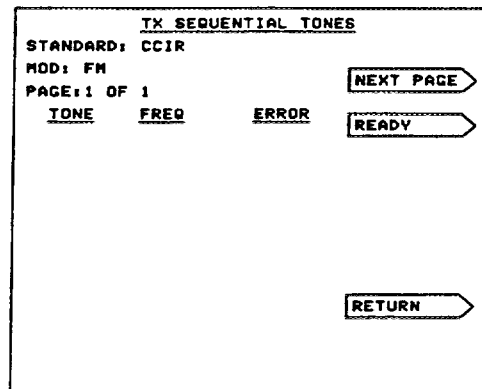 TX SEQUENTIAL TONES
STANDARD: CCIR
MOD: FM
NEXT PAGE
PAGE:1 OF 1
TONE FREQ ERROR
READY
RETURN